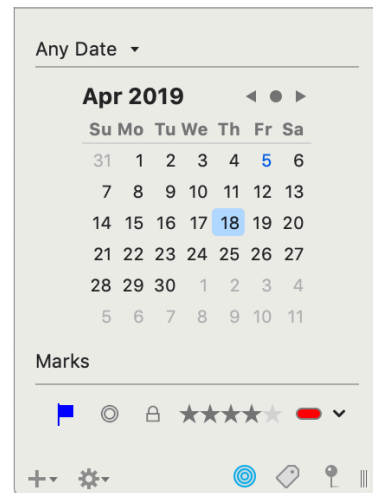 Any Date
Apr 2019
Su Mo Tu We Th Fr Sa
31 1 2 3 4 5 6
7 8 9 10 11 12 13
14 15 16 17 18 19 20
21 22 23 24 25 26 27
28 29 30 1 2 3 4
5 6 7 8 9 10 11
Marks